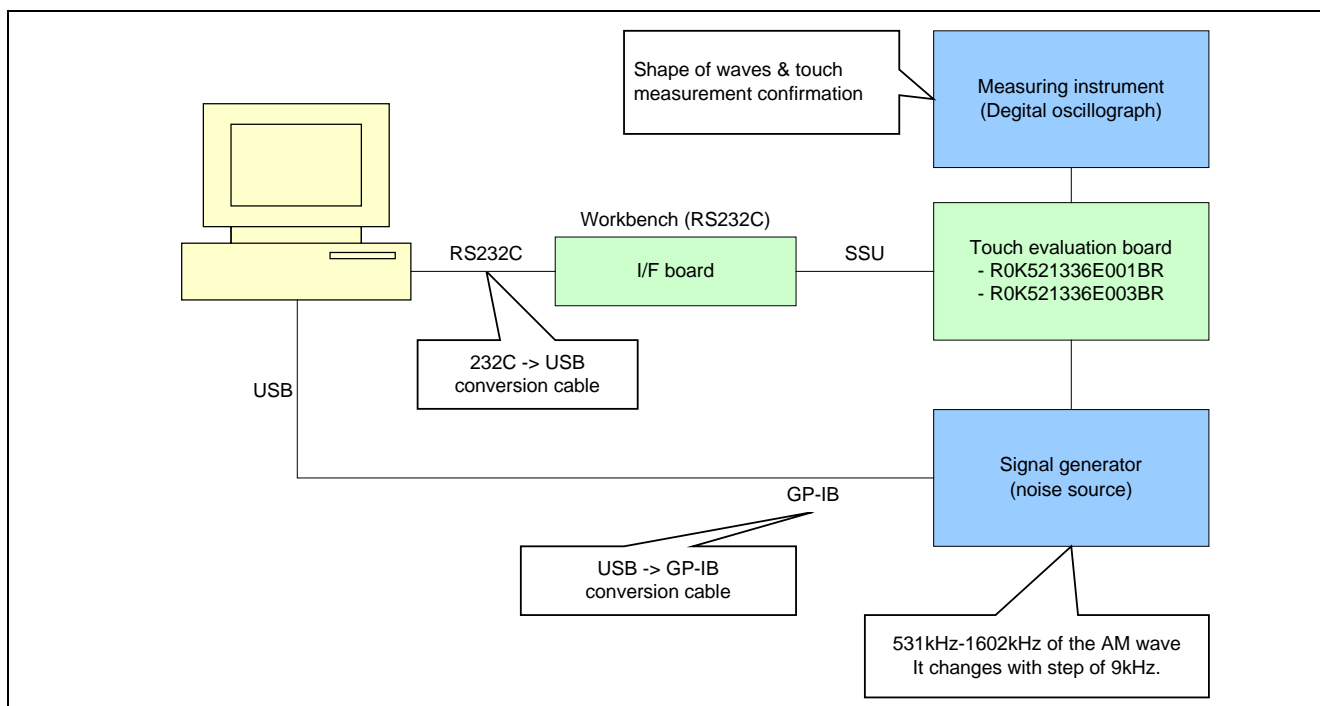 Shape of waves & touch
measurement confirmation
Measuring instrument
(Degital oscillograph)
Workbench (RS232C)
RS232C
I/F board
SSU
Touch evaluation board
- R0K521336E001BR
- R0K521336E003BR
232C -> USB
conversion cable
USB
Signal generator
(noise source)
GP-IB
USB -> GP-IB
conversion cable
531kHz-1602kHz of the AM wave
It changes with step of 9kHz.